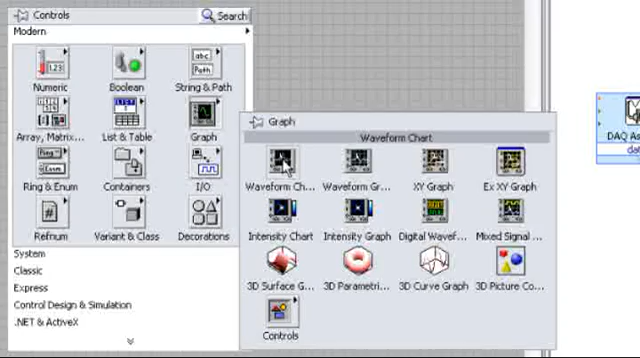 Controls
Search
Modern
Numeric
Boolean
String & Path
Array, Matrix...
List & Table
Graph
Ring & Enum
Containers
I/O
Refnum
Variant & Class
Decorations
System
Classic
Express
Control Design & Simulation
.NET & ActiveX
Graph
Waveform Chart
Waveform Ch...
Waveform Gr...
XY Graph
Ex XY Graph
Intensity Chart
Intensity Graph
Digital Wavef...
Mixed Signal ...
3D Surface G...
3D Parametri...
3D Curve Graph
3D Picture Co...
Controls
DAQ As
dat